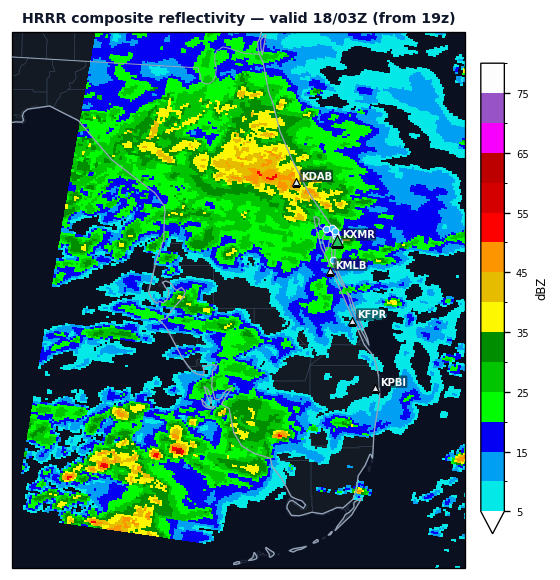 HRRR composite reflectivity — valid 18/03Z (from 19z)
75
65
KDAB
55
KXMR
45
KMLB
dBZ
KFPR
35
KPBI
25
15
5